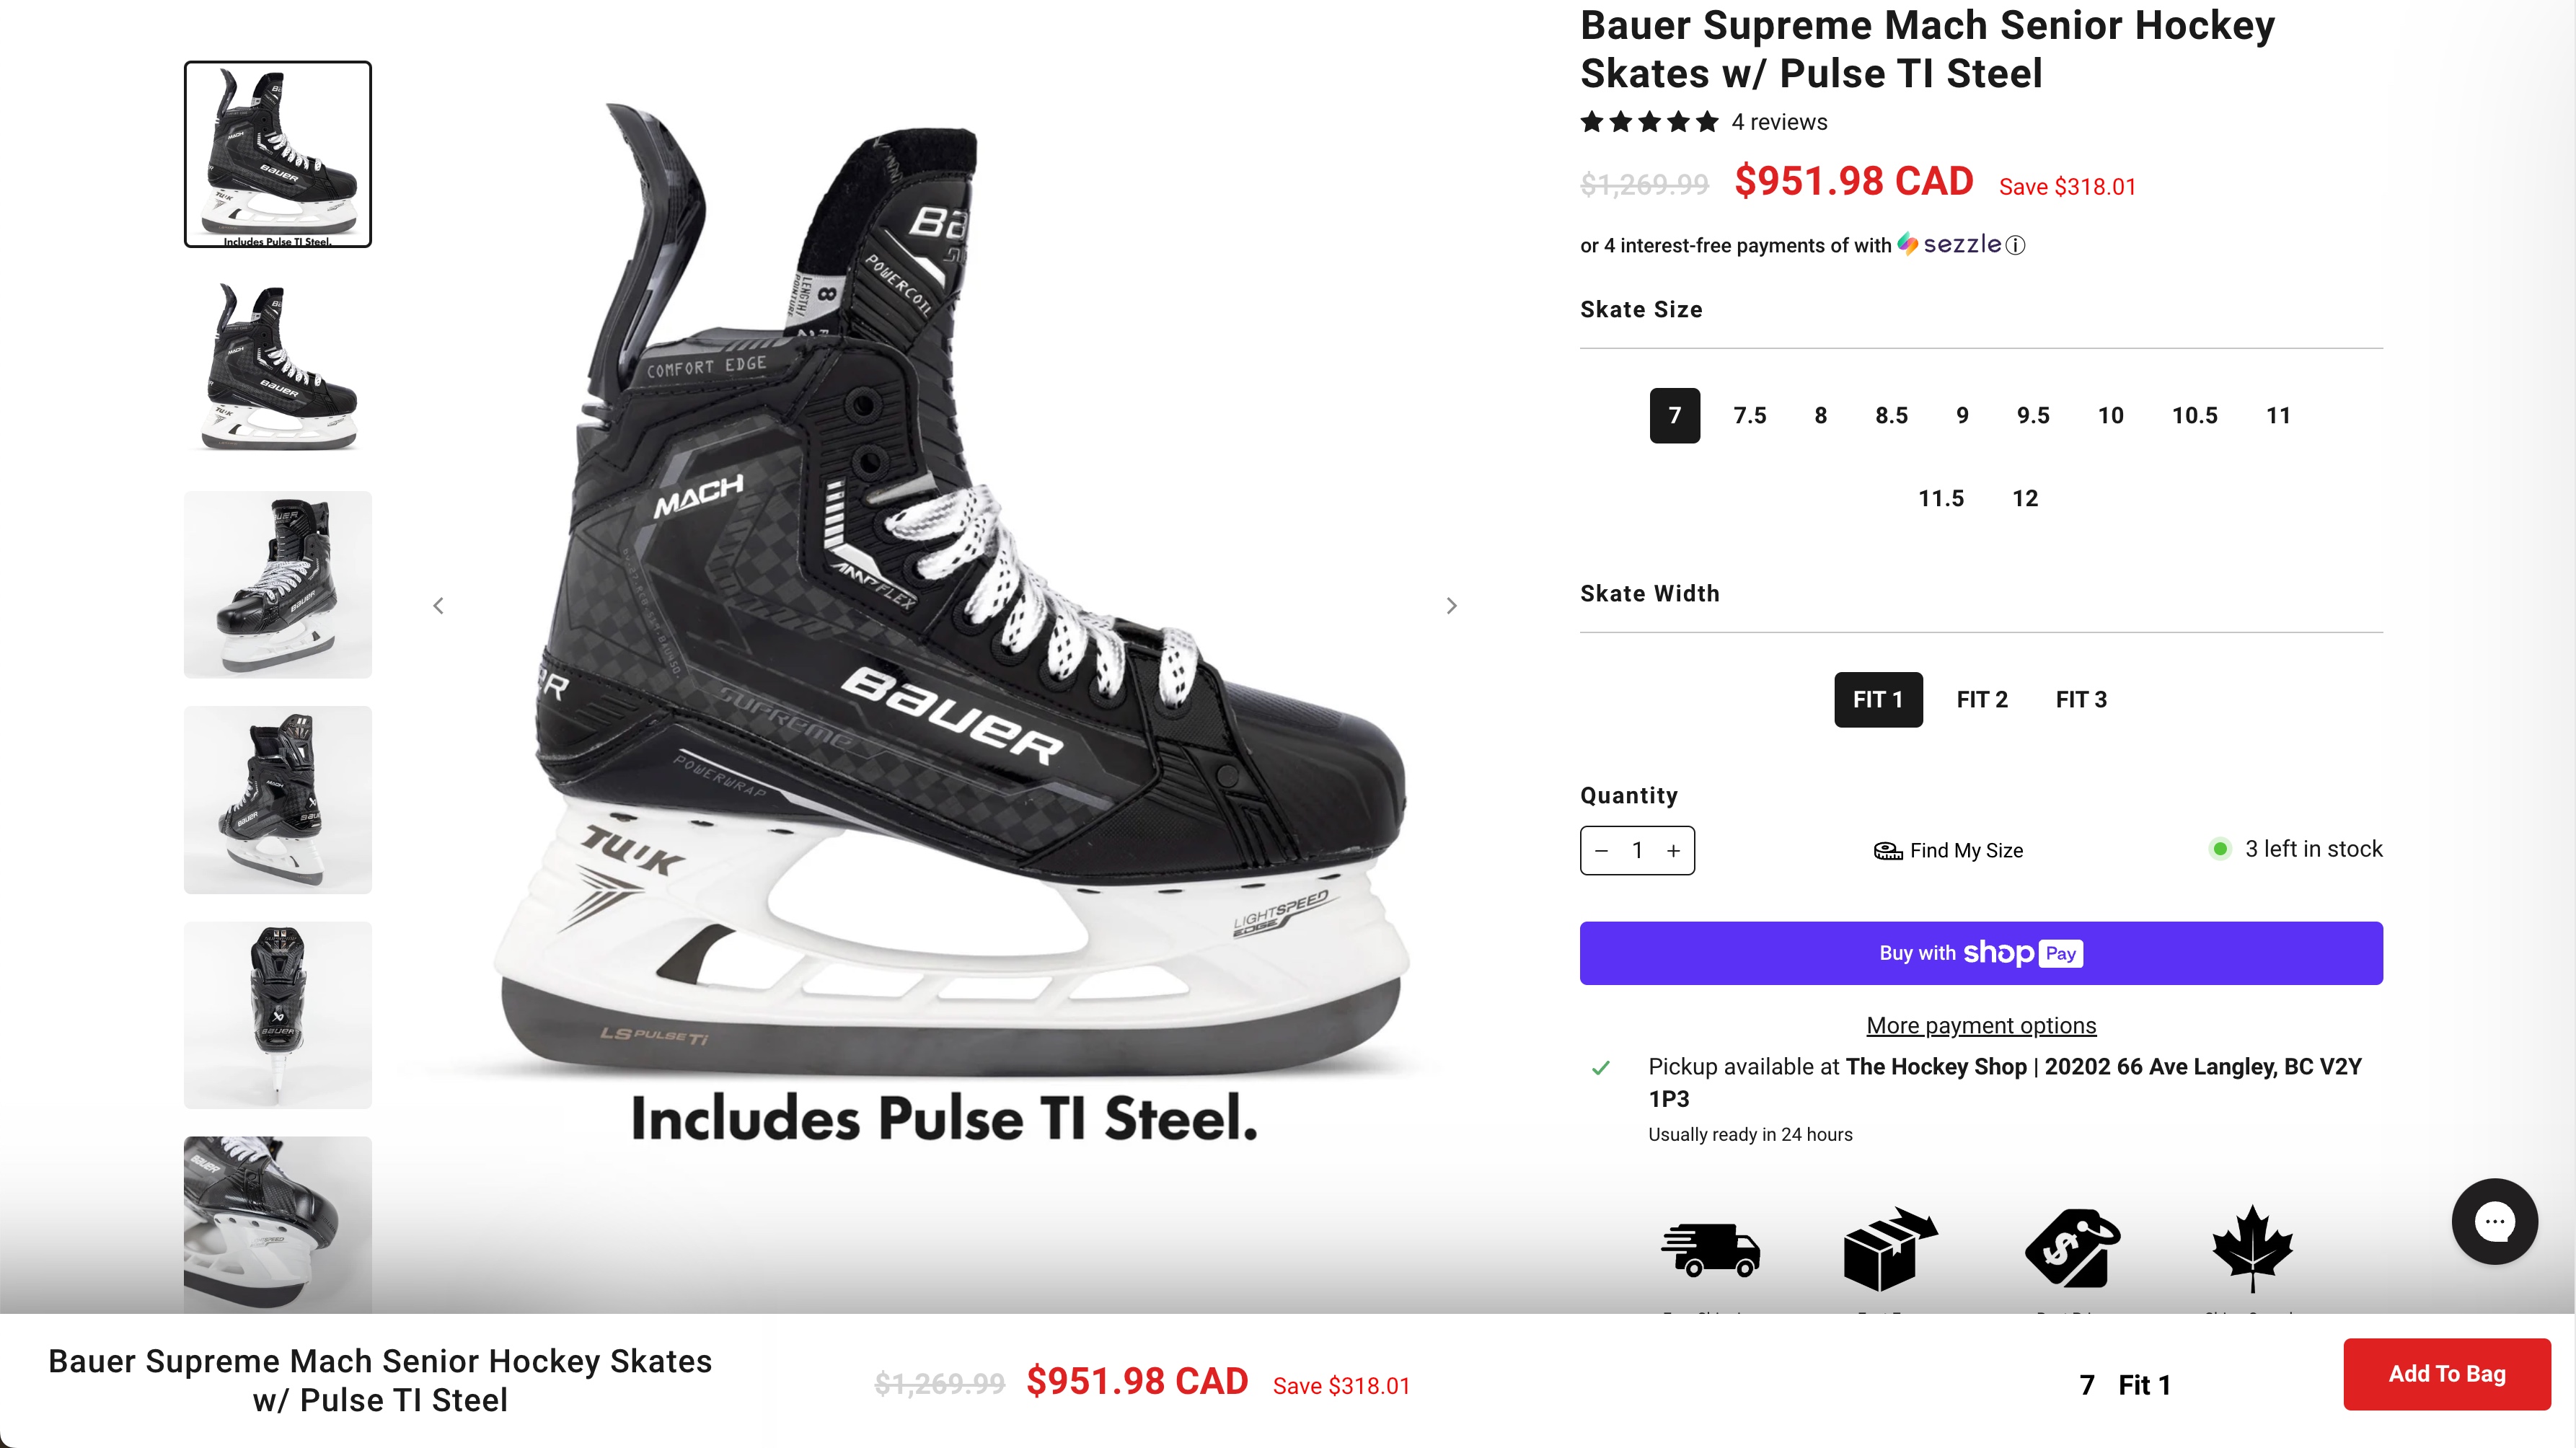 Bauer Supreme Mach Senior Hockey
Skates w/ Pulse TI Steel
4 reviews
$1,269.99 $951.98 CAD Save $318.01
or 4 interest-free payments of with sezzle
Skate Size
7 7.5 8 8.5 9 9.5 10 10.5 11
11.5 12
Skate Width
FIT 1 FIT 2 FIT 3
Quantity
− 1 +
Find My Size
3 left in stock
Buy with shop Pay
More payment options
Pickup available at The Hockey Shop | 20202 66 Ave Langley, BC V2Y
1P3
Usually ready in 24 hours
POWERCOIL
LENGTH/
POINTURE
8
COMFORT EDGE
MACH
AMP FLEX
BAUER
SUPREME
POWERWRAP
TUUK
LIGHTSPEED
EDGE
LS PULSE Ti
Includes Pulse TI Steel.
Includes Pulse TI Steel.
Bauer Supreme Mach Senior Hockey Skates
w/ Pulse TI Steel
$1,269.99 $951.98 CAD Save $318.01
7 Fit 1
Add To Bag